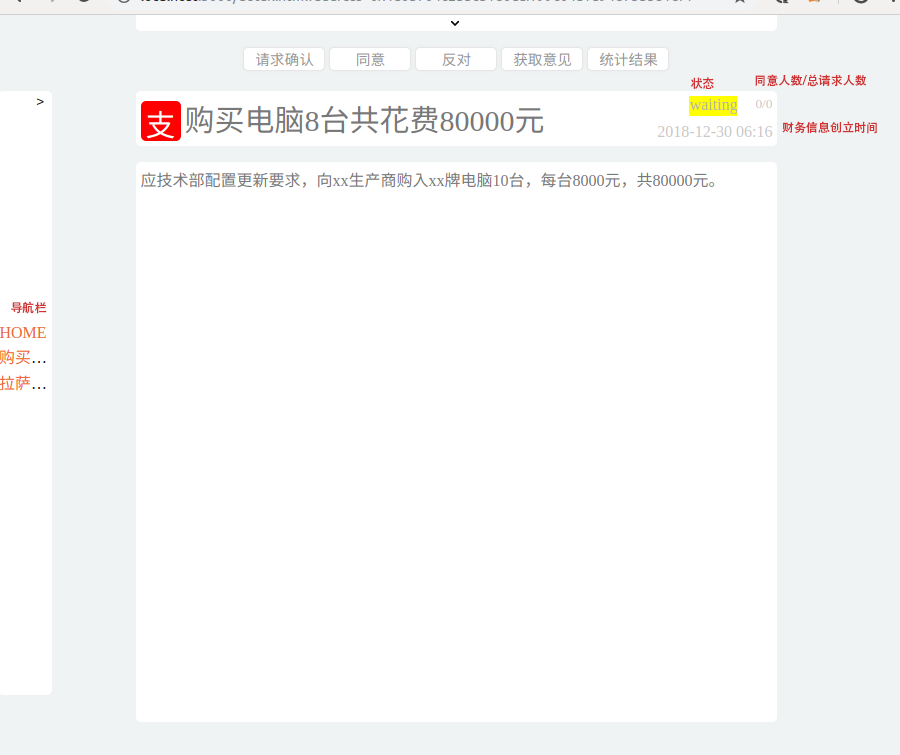 请求确认 同意 反对 获取意见 统计结果
状态 同意人数/总请求人数
支 购买电脑8台共花费80000元 waiting 0/0
2018-12-30 06:16 财务信息创立时间
应技术部配置更新要求，向xx生产商购入xx牌电脑10台，每台8000元，共80000元。
>
导航栏
HOME
购买...
拉萨...